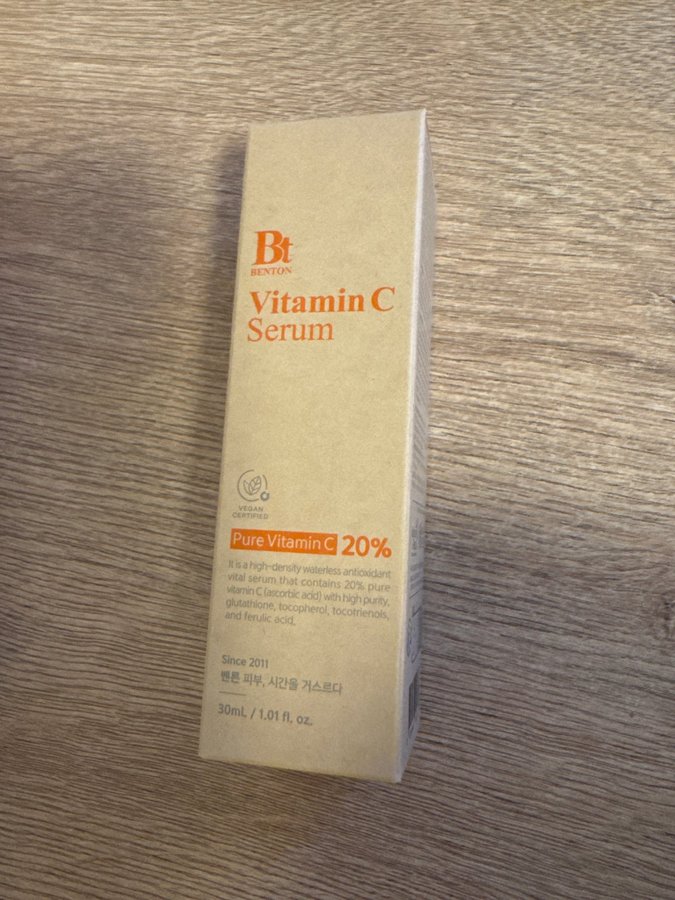 Bt
BENTON
Vitamin C
Serum
VEGAN
CERTIFIED
Pure Vitamin C 20%
It is a high-density waterless antioxidant
vital serum that contains 20% pure
vitamin C (ascorbic acid) with high purity,
glutathione, tocopherol, tocotrienols,
and ferulic acid.
Since 2011
벤튼 피부, 시간을 거스르다
30mL / 1.01 fl. oz.